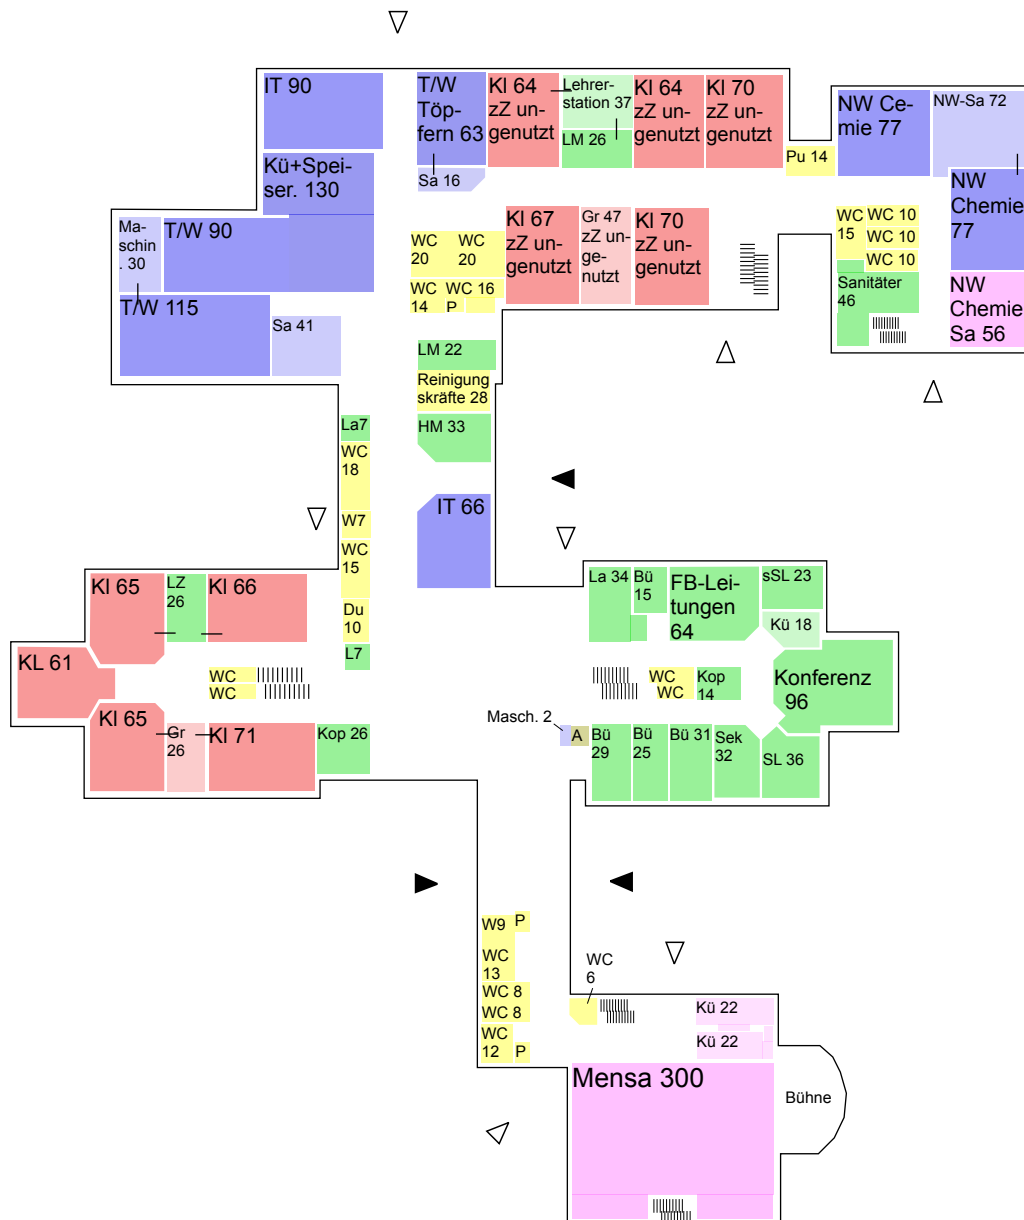 IT 90
T/W
Töp-
fern 63
Kl 64
zZ un-
genutzt
Lehrer-
station 37
LM 26
Kl 64
zZ un-
genutzt
Kl 70
zZ un-
genutzt
Pu 14
NW Ce-
mie 77
NW-Sa 72
Kü+Spei-
ser. 130
Sa 16
NW
Chemie
77
Ma-
schin
. 30
T/W 90
WC
20
WC
20
Kl 67
zZ un-
genutzt
Gr 47
zZ un-
ge-
nutzt
Kl 70
zZ un-
genutzt
WC
15
WC 10
WC 10
WC 10
Sanitäter
46
NW
Chemie
Sa 56
WC
14
WC 16
P
T/W 115
Sa 41
LM 22
Reinigung
skräfte 28
HM 33
La7
WC
18
IT 66
W7
WC
15
Du
10
L7
Kl 65
LZ
26
Kl 66
KL 61
WC
WC
Kl 65
Gr
26
Kl 71
Kop 26
La 34
Bü
15
FB-Lei-
tungen
64
sSL 23
Kü 18
WC
WC
Kop
14
Konferenz
96
Masch. 2
A
Bü
29
Bü
25
Bü 31
Sek
32
SL 36
W9
P
WC
13
WC 8
WC 8
WC
12
P
WC
6
Kü 22
Kü 22
Mensa 300
Bühne